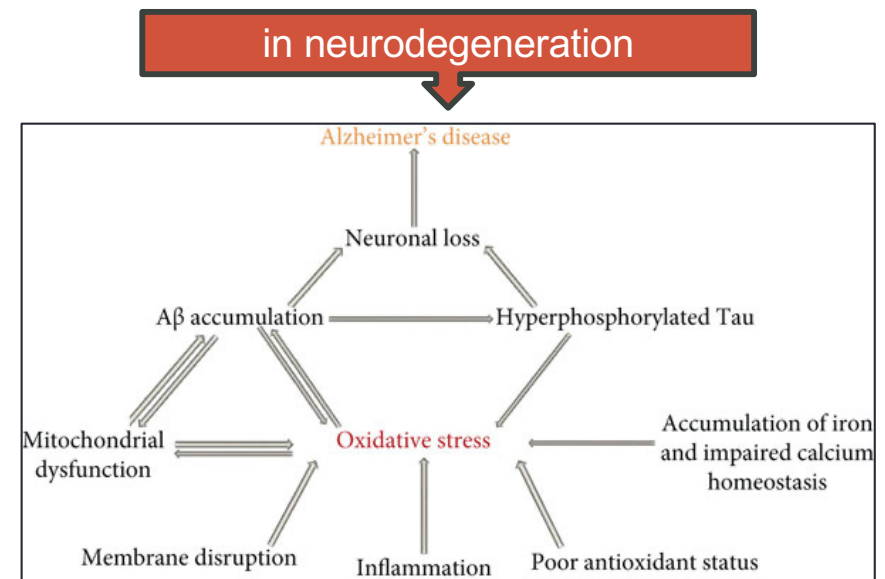 in neurodegeneration
Alzheimer's disease
Neuronal loss
Aβ accumulation
Hyperphosphorylated Tau
Mitochondrial
dysfunction
Oxidative stress
Accumulation of iron
and impaired calcium
homeostasis
Membrane disruption
Inflammation
Poor antioxidant status